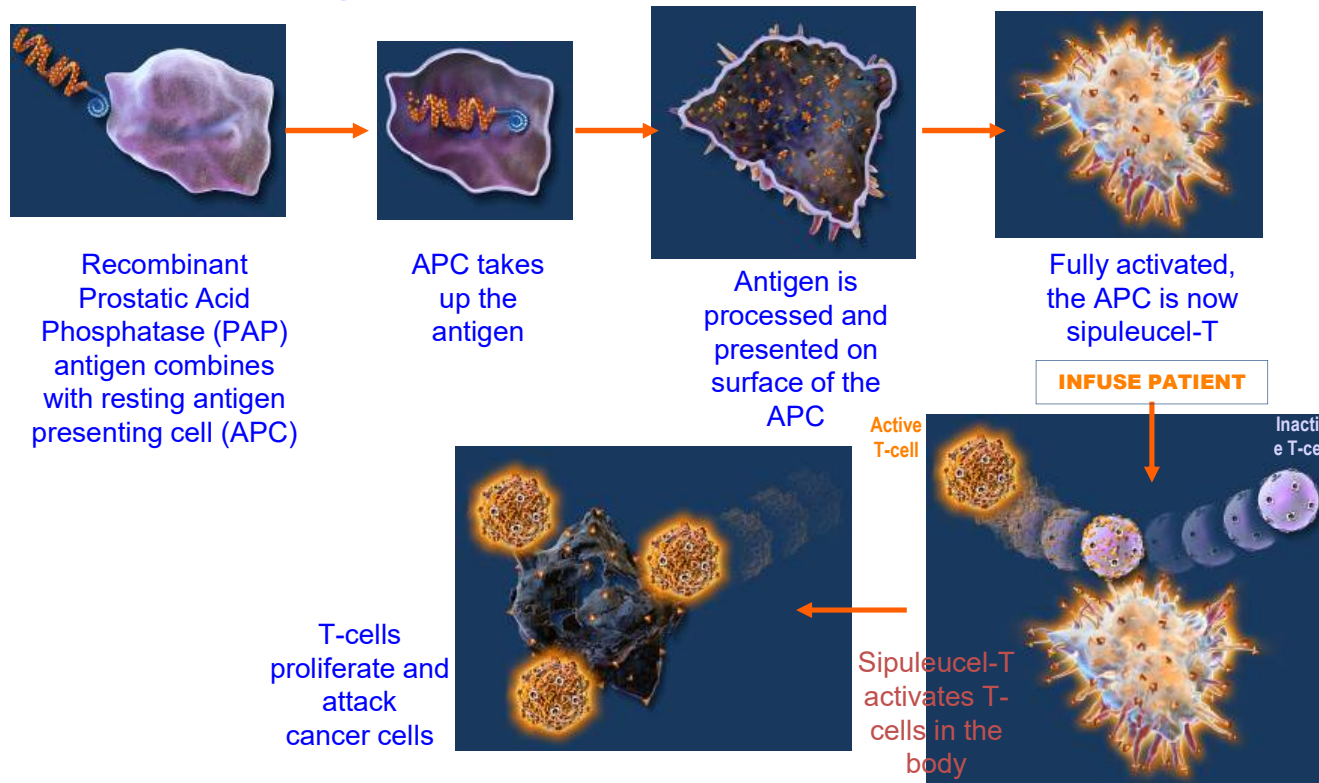 Recombinant
Prostatic Acid
Phosphatase (PAP)
antigen combines
with resting antigen
presenting cell (APC)
APC takes
up the
antigen
Antigen is
processed and
presented on
surface of the
APC
Fully activated,
the APC is now
sipuleucel-T
INFUSE PATIENT
Active
T-cell
Inacti
e T-ce
Sipuleucel-T
activates T-
cells in the
body
T-cells
proliferate and
attack
cancer cells